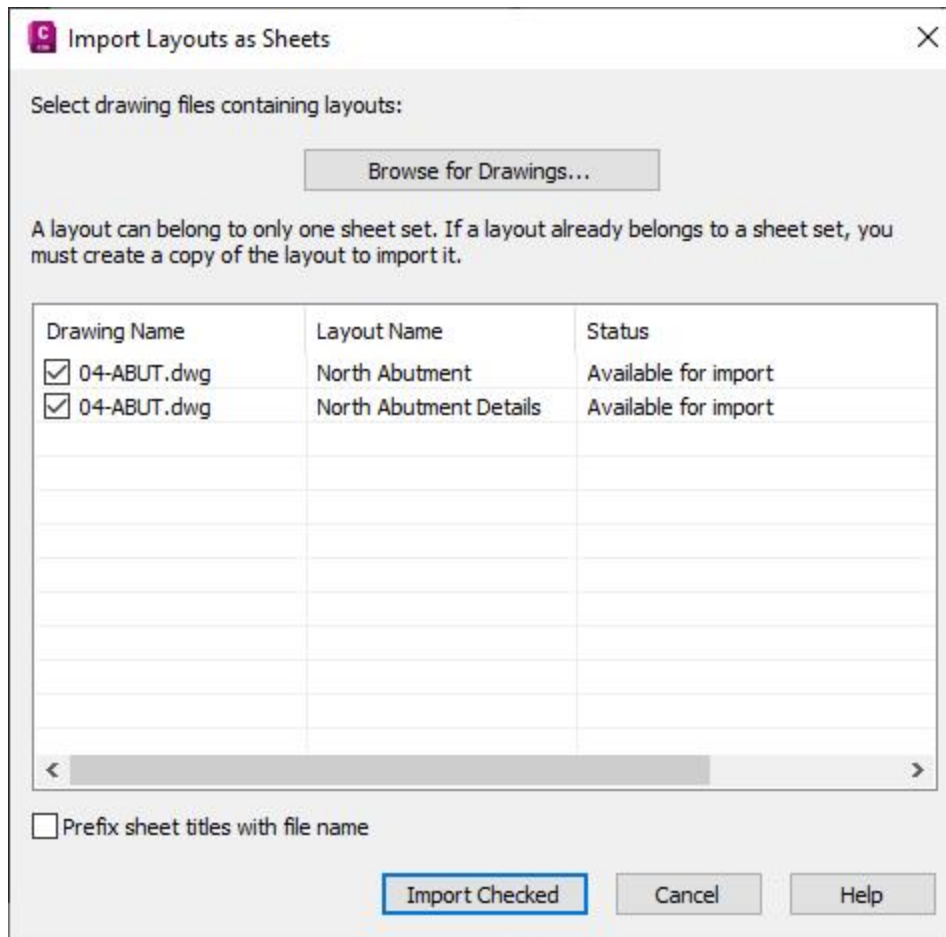 C
Import Layouts as Sheets
Select drawing files containing layouts:
Browse for Drawings...
A layout can belong to only one sheet set. If a layout already belongs to a sheet set, you
must create a copy of the layout to import it.
Drawing Name Layout Name Status
04-ABUT.dwg North Abutment Available for import
04-ABUT.dwg North Abutment Details Available for import
Prefix sheet titles with file name
Import Checked Cancel Help